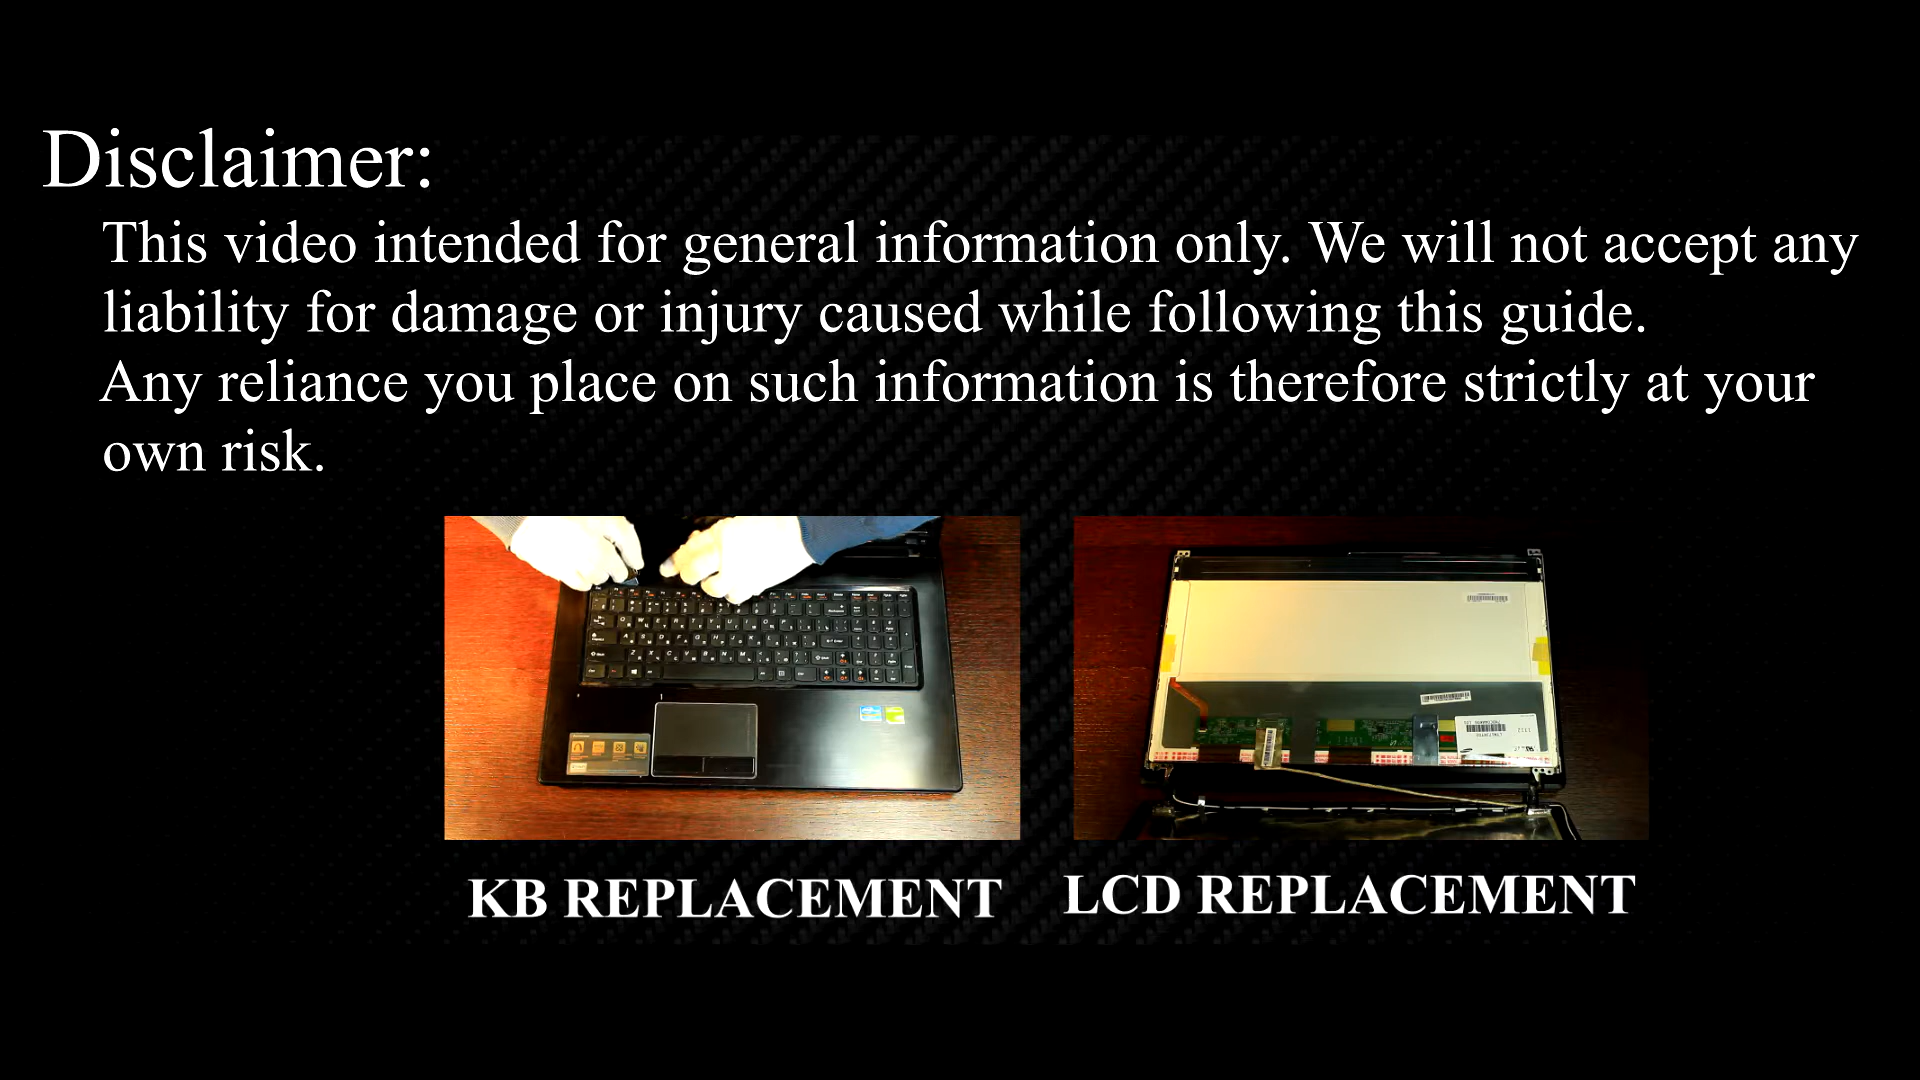 Disclaimer:
This video intended for general information only. We will not accept any
liability for damage or injury caused while following this guide.
Any reliance you place on such information is therefore strictly at your
own risk.
KB REPLACEMENT
LCD REPLACEMENT